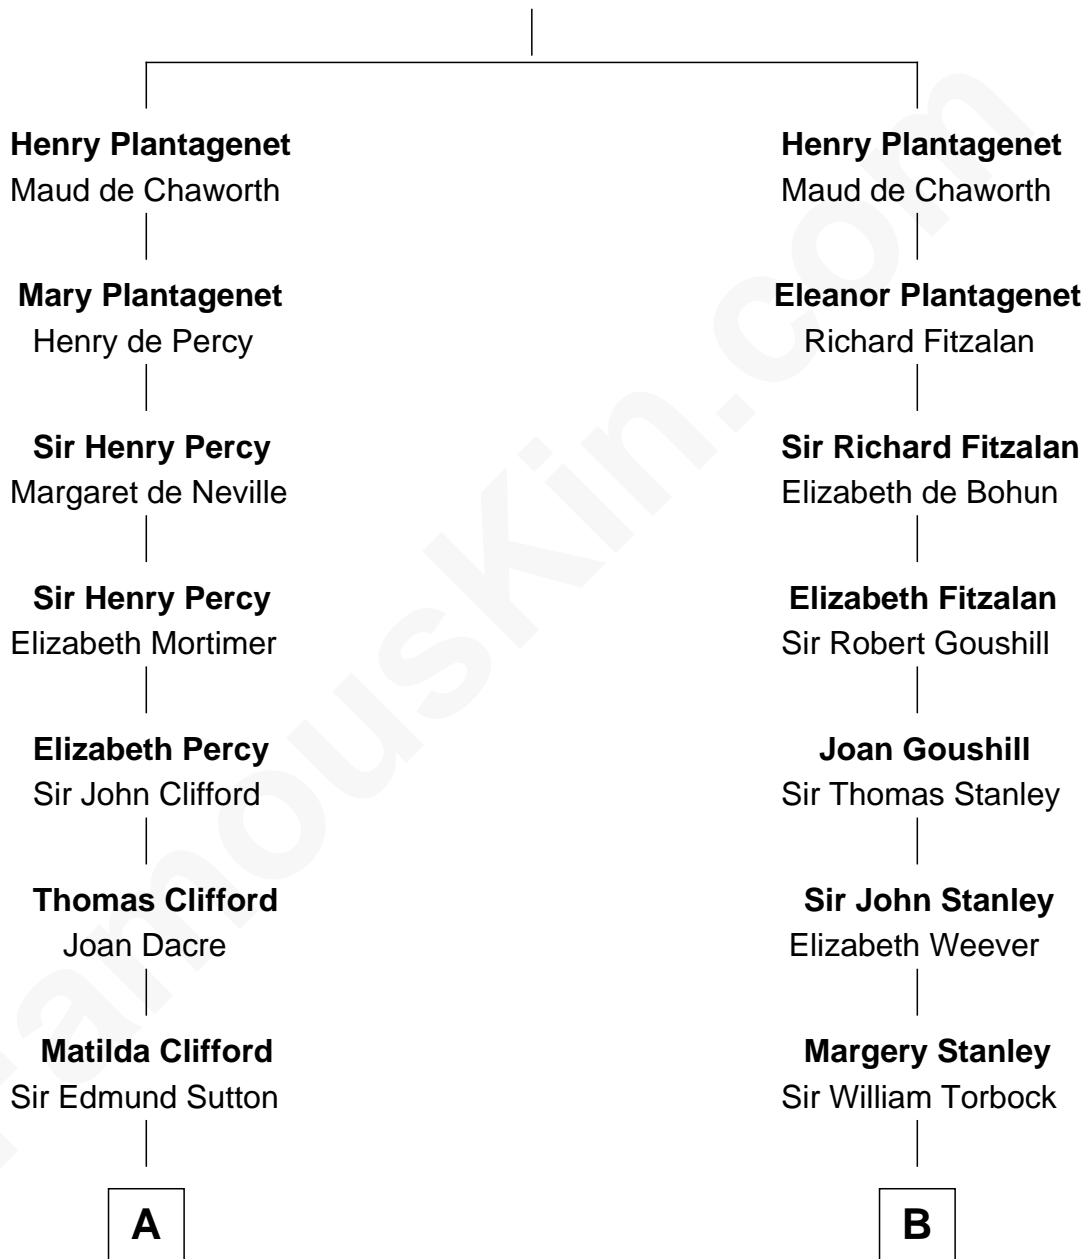 Henry Plantagenet
Maud de Chaworth
Mary Plantagenet
Henry de Percy
Sir Henry Percy
Margaret de Neville
Sir Henry Percy
Elizabeth Mortimer
Elizabeth Percy
Sir John Clifford
Thomas Clifford
Joan Dacre
Matilda Clifford
Sir Edmund Sutton
A
Henry Plantagenet
Maud de Chaworth
Eleanor Plantagenet
Richard Fitzalan
Sir Richard Fitzalan
Elizabeth de Bohun
Elizabeth Fitzalan
Sir Robert Goushill
Joan Goushill
Sir Thomas Stanley
Sir John Stanley
Elizabeth Weever
Margery Stanley
Sir William Torbock
B
FamousKin.com